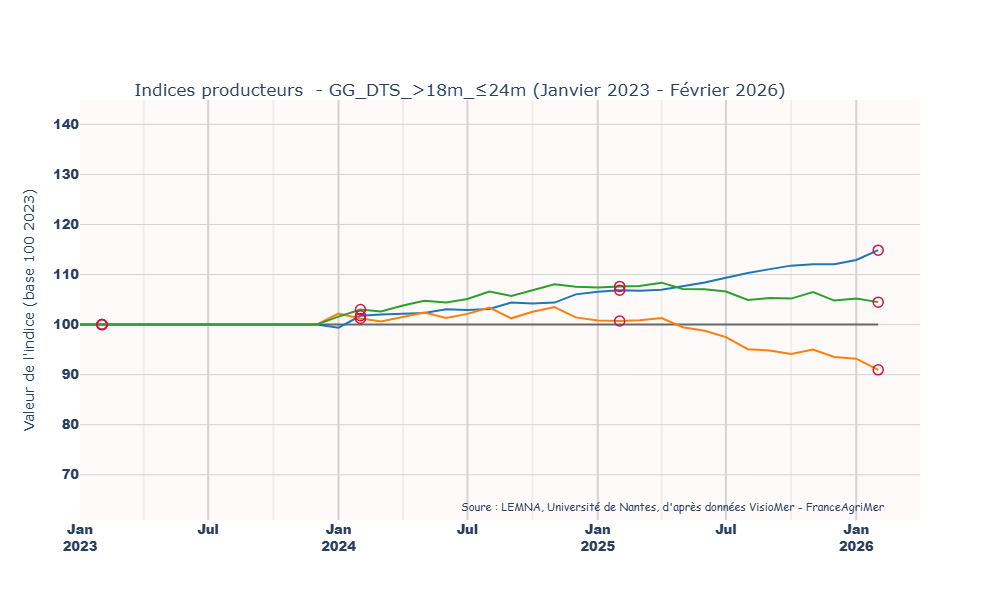 Indices producteurs  - GG_DTS_>18m_≤24m (Janvier 2023 - Février 2026)
Valeur de l'indice (base 100 2023)
140
130
120
110
100
90
80
70
Soure : LEMNA, Université de Nantes, d'après données VisioMer - FranceAgriMer
Jan Jul Jan Jul Jan Jul Jan
2023 2024 2025 2026